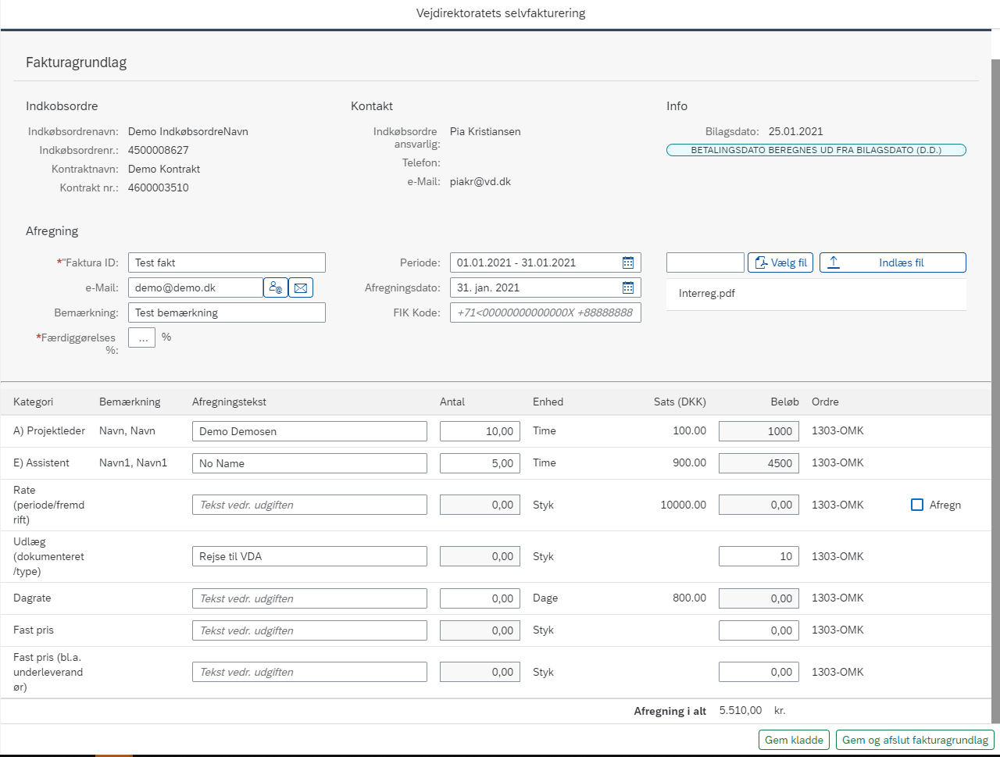 Vejdirektoratets selvfakturering
Fakturagrundlag
Indkobsordre
Indkøbsordrenavn: Demo IndkøbsordreNavn
Indkøbsordrenr.: 4500008627
Kontraktnavn: Demo Kontrakt
Kontrakt nr.: 4600003510
Kontakt
Indkøbsordre Pia Kristiansen
ansvarlig:
Telefon:
e-Mail: piakr@vd.dk
Info
Bilagsdato: 25.01.2021
BETALINGSDATO BEREGNES UD FRA BILAGSDATO (D.D.)
Afregning
*"Faktura ID: Test fakt
e-Mail: demo@demo.dk
Bemærkning: Test bemærkning
*Færdiggørelses ... %
%:
Periode: 01.01.2021 - 31.01.2021
Afregningsdato: 31. jan. 2021
FIK Kode: +71<00000000000000X +88888888
Vælg fil Indlæs fil
Interreg.pdf
Kategori Bemærkning Afregningstekst Antal Enhed Sats (DKK) Beløb Ordre
A) Projektleder Navn, Navn Demo Demosen 10,00 Time 100.00 1000 1303-OMK
E) Assistent Navn1, Navn1 No Name 5,00 Time 900.00 4500 1303-OMK
Rate
(periode/fremd Tekst vedr. udgiften 0,00 Styk 10000.00 0,00 1303-OMK Afregn
rift)
Udlæg
(dokumenteret Rejse til VDA 0,00 Styk 10 1303-OMK
/type)
Dagrate Tekst vedr. udgiften 0,00 Dage 800.00 0,00 1303-OMK
Fast pris Tekst vedr. udgiften 0,00 Styk 0,00 1303-OMK
Fast pris (bl.a.
underleverand Tekst vedr. udgiften 0,00 Styk 0,00 1303-OMK
ør)
Afregning i alt 5.510,00 kr.
Gem kladde Gem og afslut fakturagrundlag